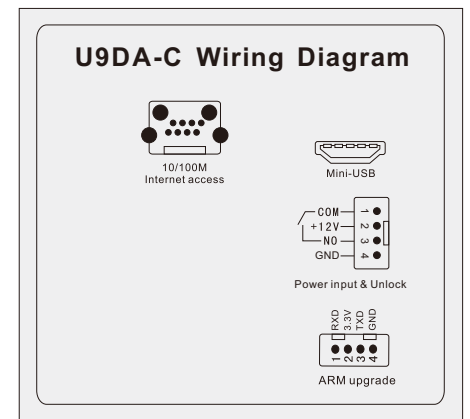 U9DA-C Wiring Diagram
10/100M
Internet access
Mini-USB
COM 1
+12V 2
NO 3
GND 4
Power input & Unlock
RXD 3.3V TXD GND
1 2 3 4
ARM upgrade